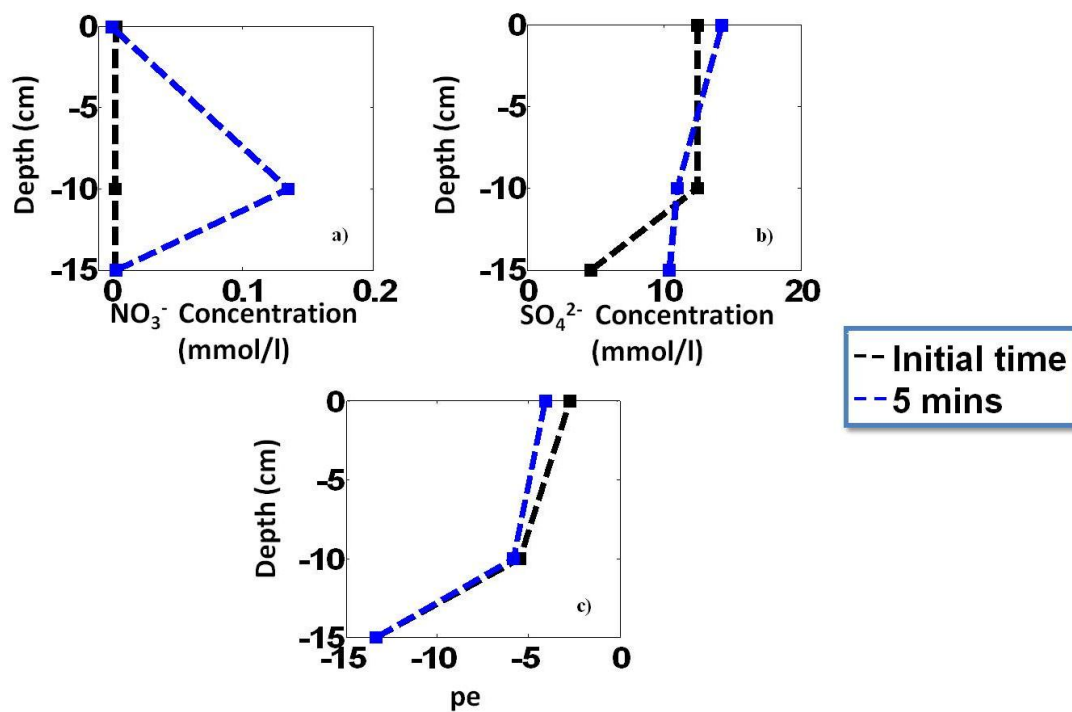 0
-5
-10
-15
Depth (cm)
a)
0 0.1 0.2
NO₃⁻ Concentration
(mmol/l)
0
-5
-10
-15
Depth (cm)
b)
0 10 20
SO₄²⁻ Concentration
(mmol/l)
Initial time
5 mins
0
-5
-10
-15
Depth (cm)
c)
-15 -10 -5 0
pe